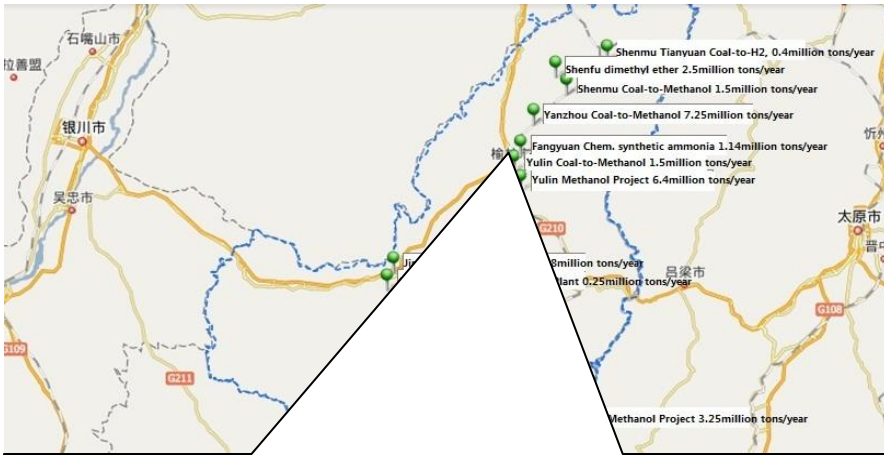 石嘴山市
拉善盟
银川市
吴忠市
Shenmu Tianyuan Coal-to-H2, 0.4million tons/year
Shenfu dimethyl ether 2.5million tons/year
Shenmu Coal-to-Methanol 1.5million tons/year
Yanzhou Coal-to-Methanol 7.25million tons/year
忻州
Fangyuan Chem. synthetic ammonia 1.14million tons/year
Yulin Coal-to-Methanol 1.5million tons/year
Yulin Methanol Project 6.4million tons/year
太原市
G210
晋中
8million tons/year
吕梁市
lant 0.25million tons/year
G108
G109
G211
Methanol Project 3.25million tons/year